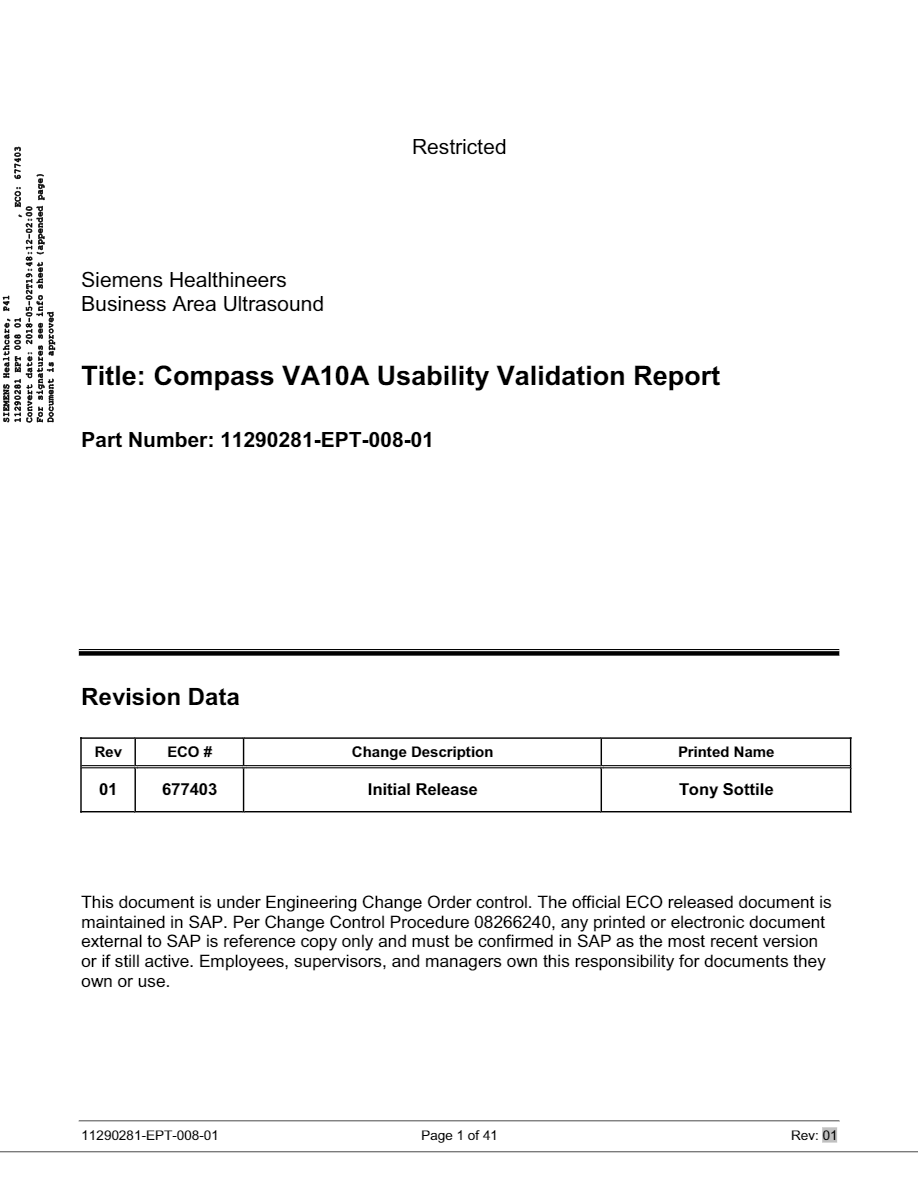 Restricted
SIEMENS Healthcare, P41
11290281 EPT 008 01 , ECO: 677403
Convert date: 2018-05-02T19:48:12-02:00
For signatures see info sheet (appended page)
Document is approved
Siemens Healthineers
Business Area Ultrasound
Title: Compass VA10A Usability Validation Report
Part Number: 11290281-EPT-008-01
Revision Data
Rev ECO # Change Description Printed Name
01 677403 Initial Release Tony Sottile
This document is under Engineering Change Order control. The official ECO released document is
maintained in SAP. Per Change Control Procedure 08266240, any printed or electronic document
external to SAP is reference copy only and must be confirmed in SAP as the most recent version
or if still active. Employees, supervisors, and managers own this responsibility for documents they
own or use.
11290281-EPT-008-01 Page 1 of 41 Rev: 01